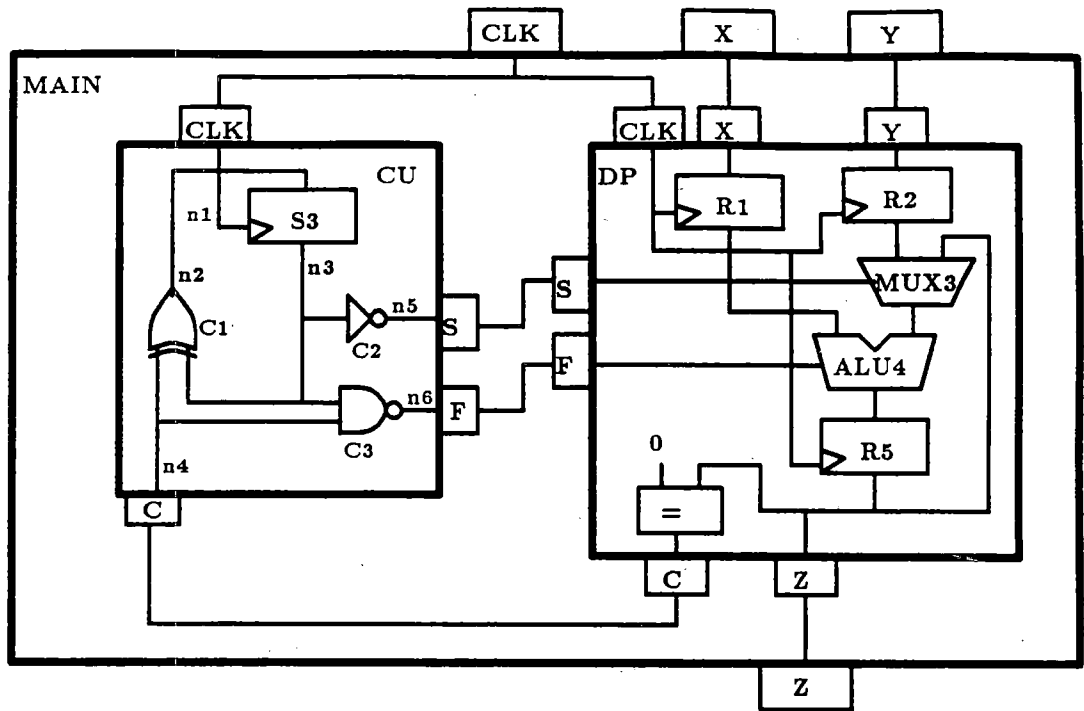 CLK
X
Y
MAIN
CLK
CLK
X
Y
CU
DP
n1
S3
R1
R2
n3
n2
MUX3
C1
n5
S
S
C2
ALU4
F
n6
F
C3
0
R5
n4
=
C
C
Z
Z